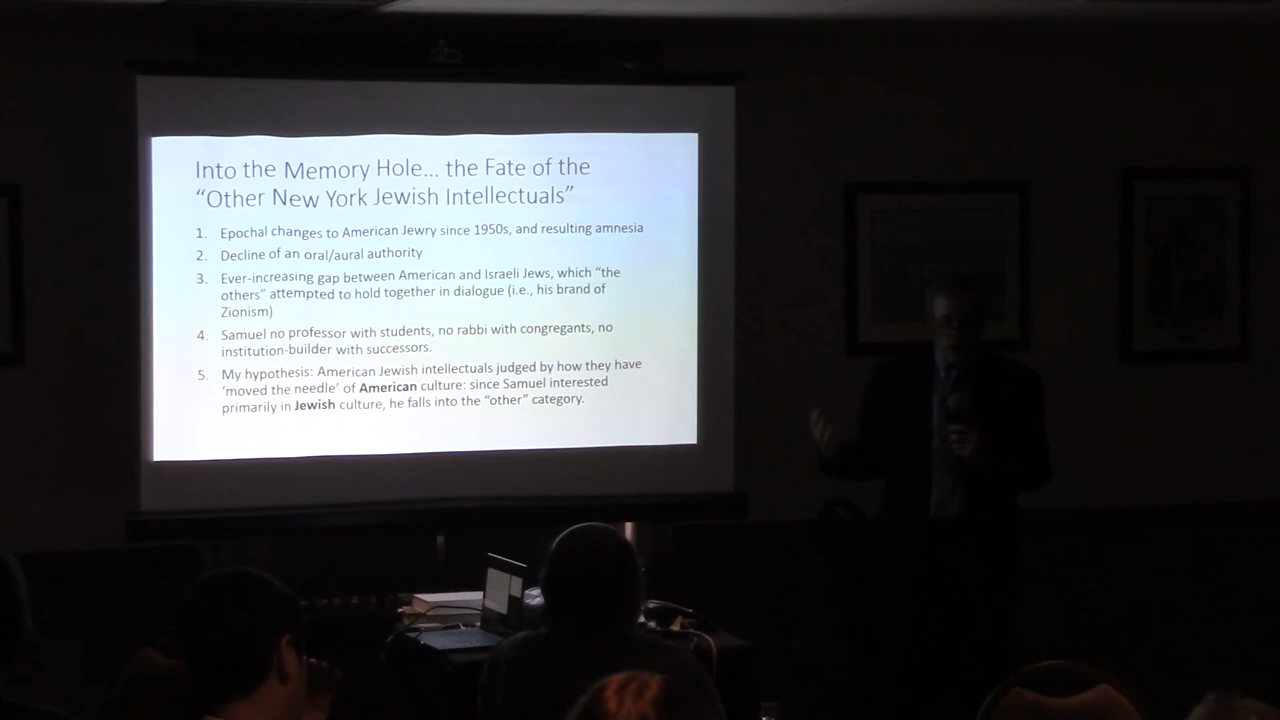 Into the Memory Hole... the Fate of the
“Other New York Jewish Intellectuals”
1. Epochal changes to American Jewry since 1950s, and resulting amnesia
2. Decline of an oral/aural authority
3. Ever-increasing gap between American and Israeli Jews, which “the
others” attempted to hold together in dialogue (i.e., his brand of
Zionism)
4. Samuel no professor with students, no rabbi with congregants, no
institution-builder with successors.
5. My hypothesis: American Jewish intellectuals judged by how they have
‘moved the needle’ of American culture: since Samuel interested
primarily in Jewish culture, he falls into the “other” category.